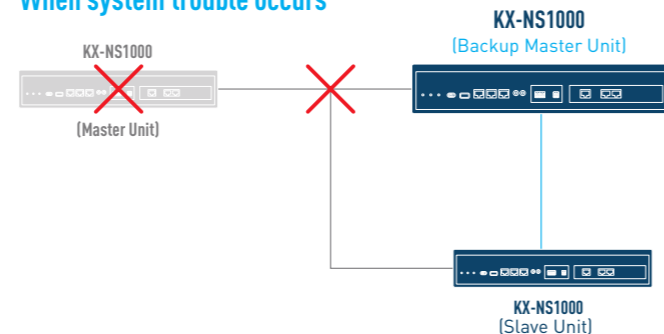 When system trouble occurs
KX-NS1000
(Backup Master Unit)
KX-NS1000
(Master Unit)
KX-NS1000
(Slave Unit)